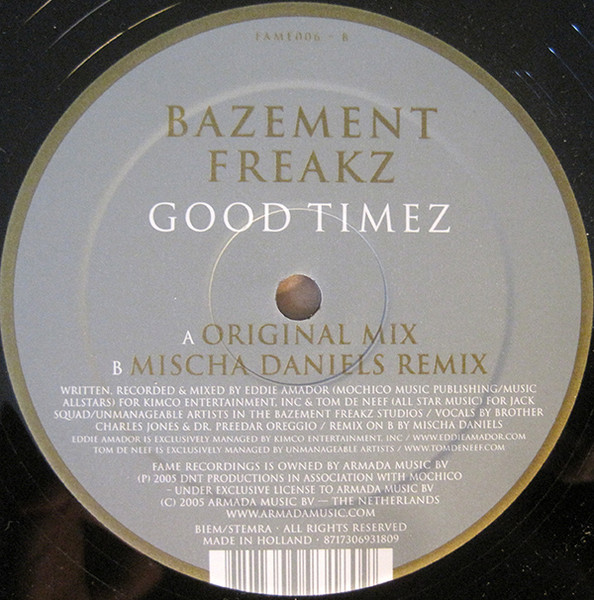 FAME006 - B
BAZEMENT
FREAKZ
GOOD TIMEZ
A ORIGINAL MIX
B MISCHA DANIELS REMIX
WRITTEN, RECORDED & MIXED BY EDDIE AMADOR (MOCHICO MUSIC PUBLISHING/MUSIC
ALLSTARS) FOR KIMCO ENTERTAINMENT, INC & TOM DE NEEF (ALL STAR MUSIC) FOR JACK
SQUAD/UNMANAGEABLE ARTISTS IN THE BAZEMENT FREAKZ STUDIOS / VOCALS BY BROTHER
CHARLES JONES & DR. PREEDAR OREGGIO / REMIX ON B BY MISCHA DANIELS
EDDIE AMADOR IS EXCLUSIVELY MANAGED BY KIMCO ENTERTAINMENT, INC / WWW.EDDIEAMADOR.COM
TOM DE NEEF IS EXCLUSIVELY MANAGED BY UNMANAGEABLE ARTISTS / WWW.TOMDENEEF.COM
FAME RECORDINGS IS OWNED BY ARMADA MUSIC BV
(P) 2005 DNT PRODUCTIONS IN ASSOCIATION WITH MOCHICO
– UNDER EXCLUSIVE LICENSE TO ARMADA MUSIC BV
(C) 2005 ARMADA MUSIC BV — THE NETHERLANDS
WWW.ARMADAMUSIC.COM
BIEM/STEMRA · ALL RIGHTS RESERVED
MADE IN HOLLAND · 8717306931809